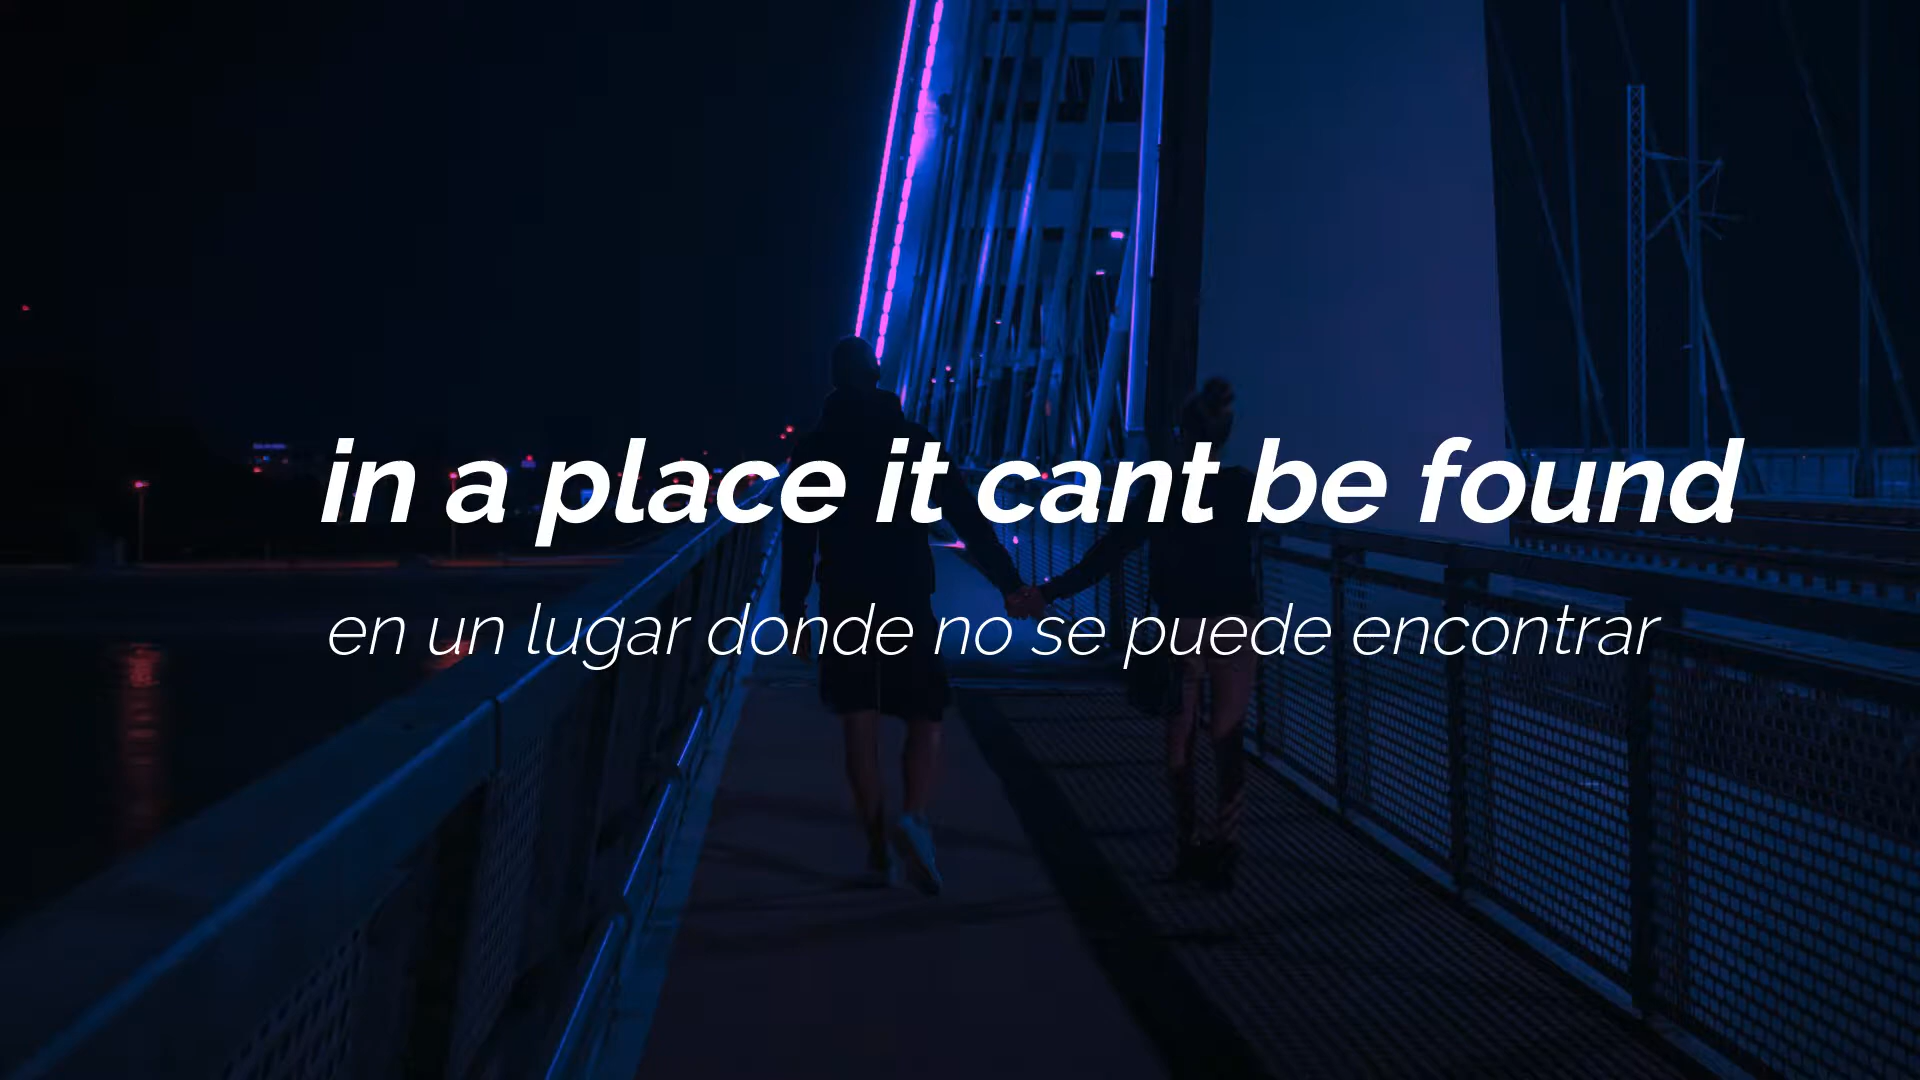 in a place it cant be found
en un lugar donde no se puede encontrar